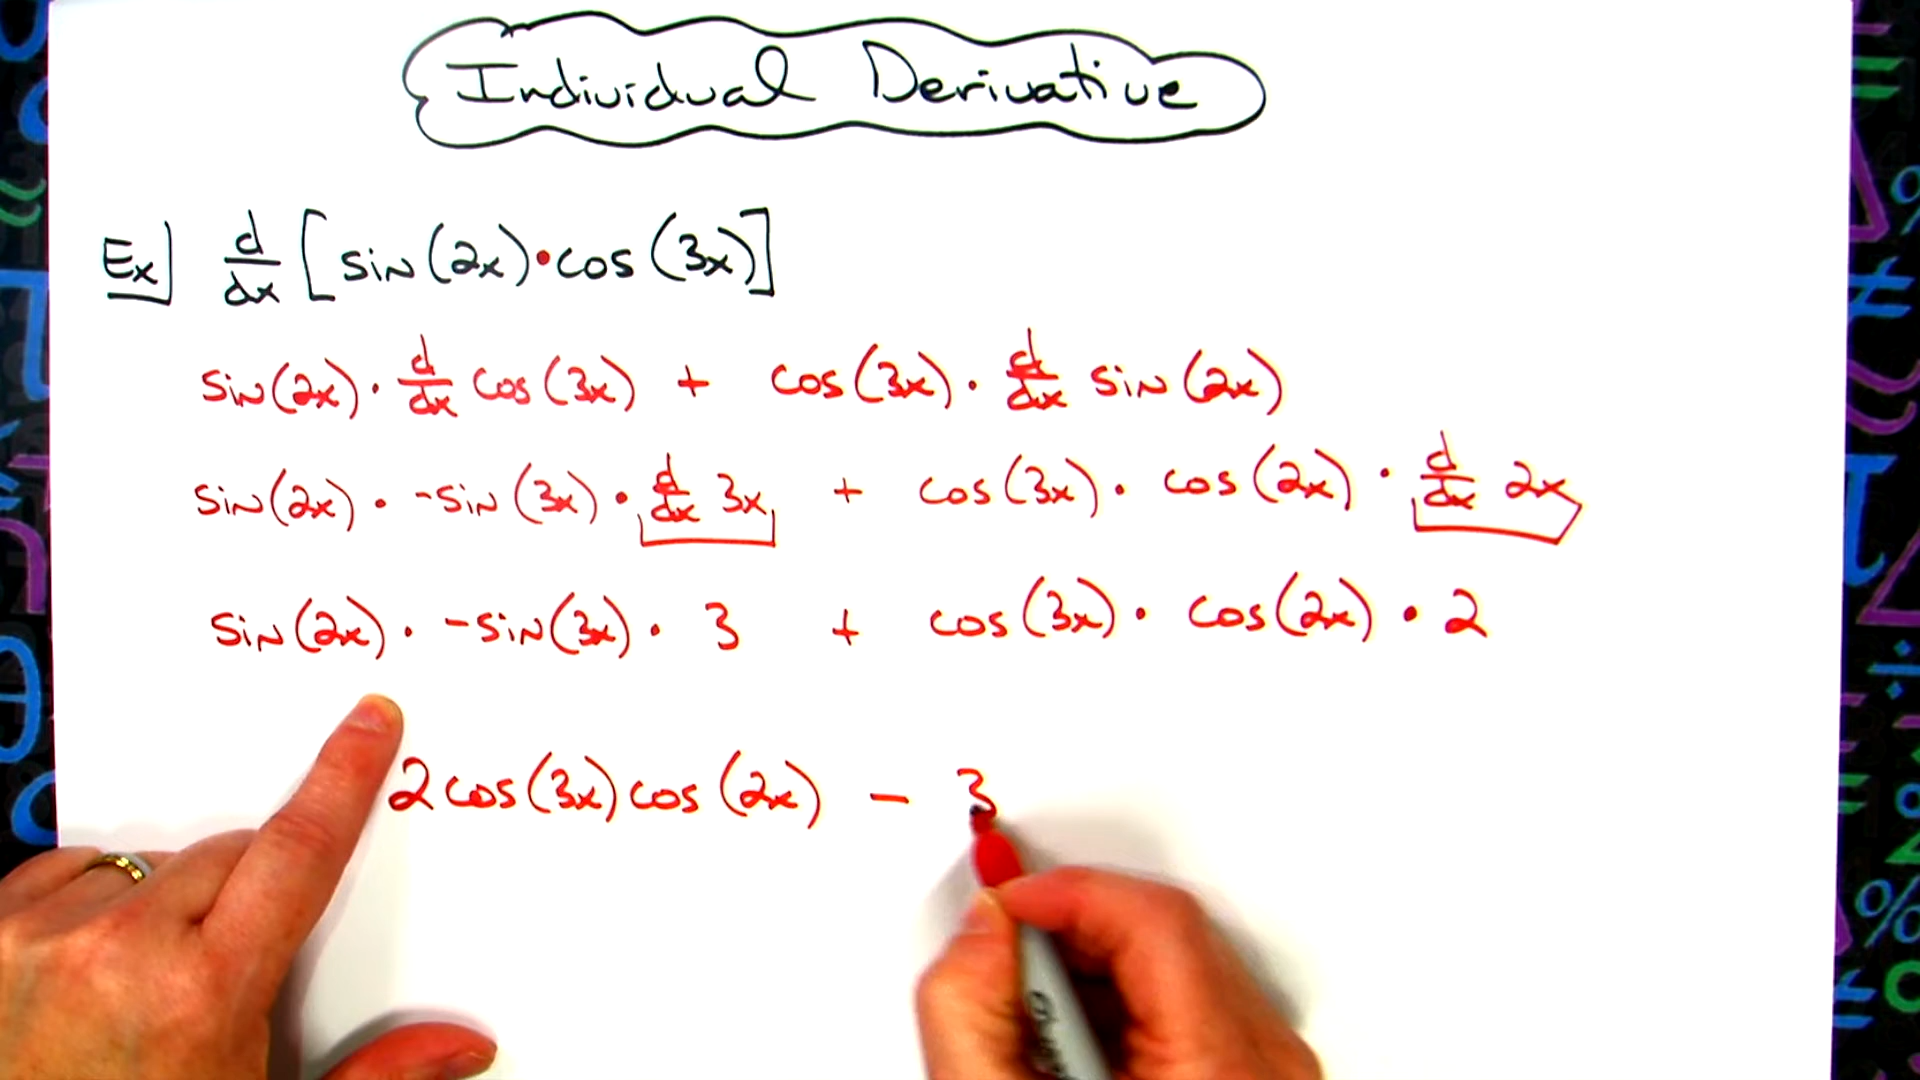 Individual Derivative
Ex] d/dx [sin(2x)•cos(3x)]
sin(2x) · d/dx cos(3x) + cos(3x) · d/dx sin(2x)
sin(2x) · -sin(3x) · d/dx 3x + cos(3x) · cos(2x) · d/dx 2x
sin(2x) · -sin(3x) · 3 + cos(3x) · cos(2x) · 2
2cos(3x)cos(2x) - 3